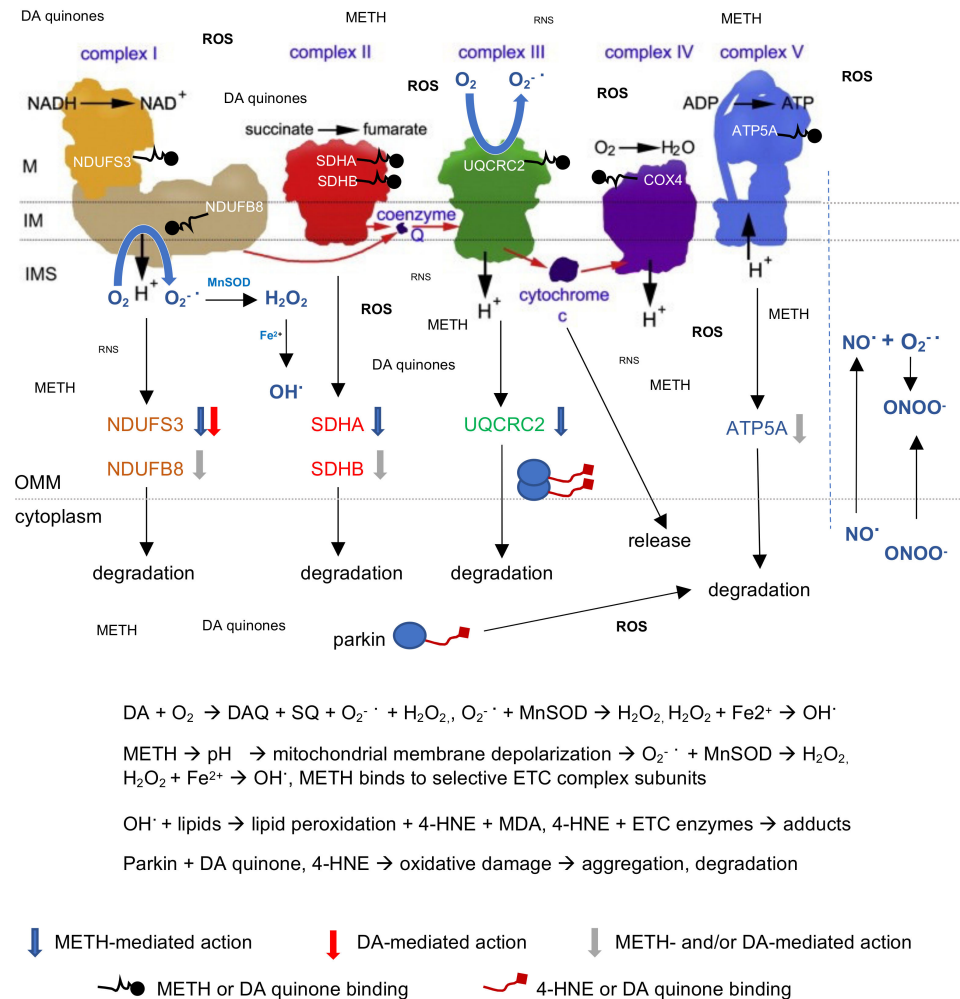 DA quinones
METH
RNS
METH
ROS
complex I
complex II
complex III
complex IV
complex V
ROS
ROS
ROS
O₂ O₂⁻˙
NADH → NAD⁺
DA quinones
ADP → ATP
succinate → fumarate
ATP5A
O₂ → H₂O
M
NDUFS3
SDHA
UQCRC2
SDHB
COX4
NDUFB8
IM
coenzyme
Q
IMS
RNS
H⁺
O₂ H⁺ O₂⁻˙
MnSOD
H₂O₂
cytochrome
c
ROS
H⁺
H⁺
METH
ROS
METH
Fe²⁺
RNS
DA quinones
RNS
NO˙ + O₂⁻˙
METH
METH
OH˙
ONOO⁻
NDUFS3
SDHA
UQCRC2
ATP5A
NDUFB8
SDHB
OMM
cytoplasm
NO˙
release
ONOO⁻
degradation
degradation
degradation
degradation
METH
DA quinones
parkin
ROS
DA + O₂ → DAQ + SQ + O₂⁻˙ + H₂O₂,, O₂⁻˙ + MnSOD → H₂O₂, H₂O₂ + Fe2⁺ → OH˙
METH → pH → mitochondrial membrane depolarization → O₂⁻˙ + MnSOD → H₂O₂,
H₂O₂ + Fe²⁺ → OH˙, METH binds to selective ETC complex subunits
OH˙ + lipids → lipid peroxidation + 4-HNE + MDA, 4-HNE + ETC enzymes → adducts
Parkin + DA quinone, 4-HNE → oxidative damage → aggregation, degradation
METH-mediated action
DA-mediated action
METH- and/or DA-mediated action
METH or DA quinone binding
4-HNE or DA quinone binding